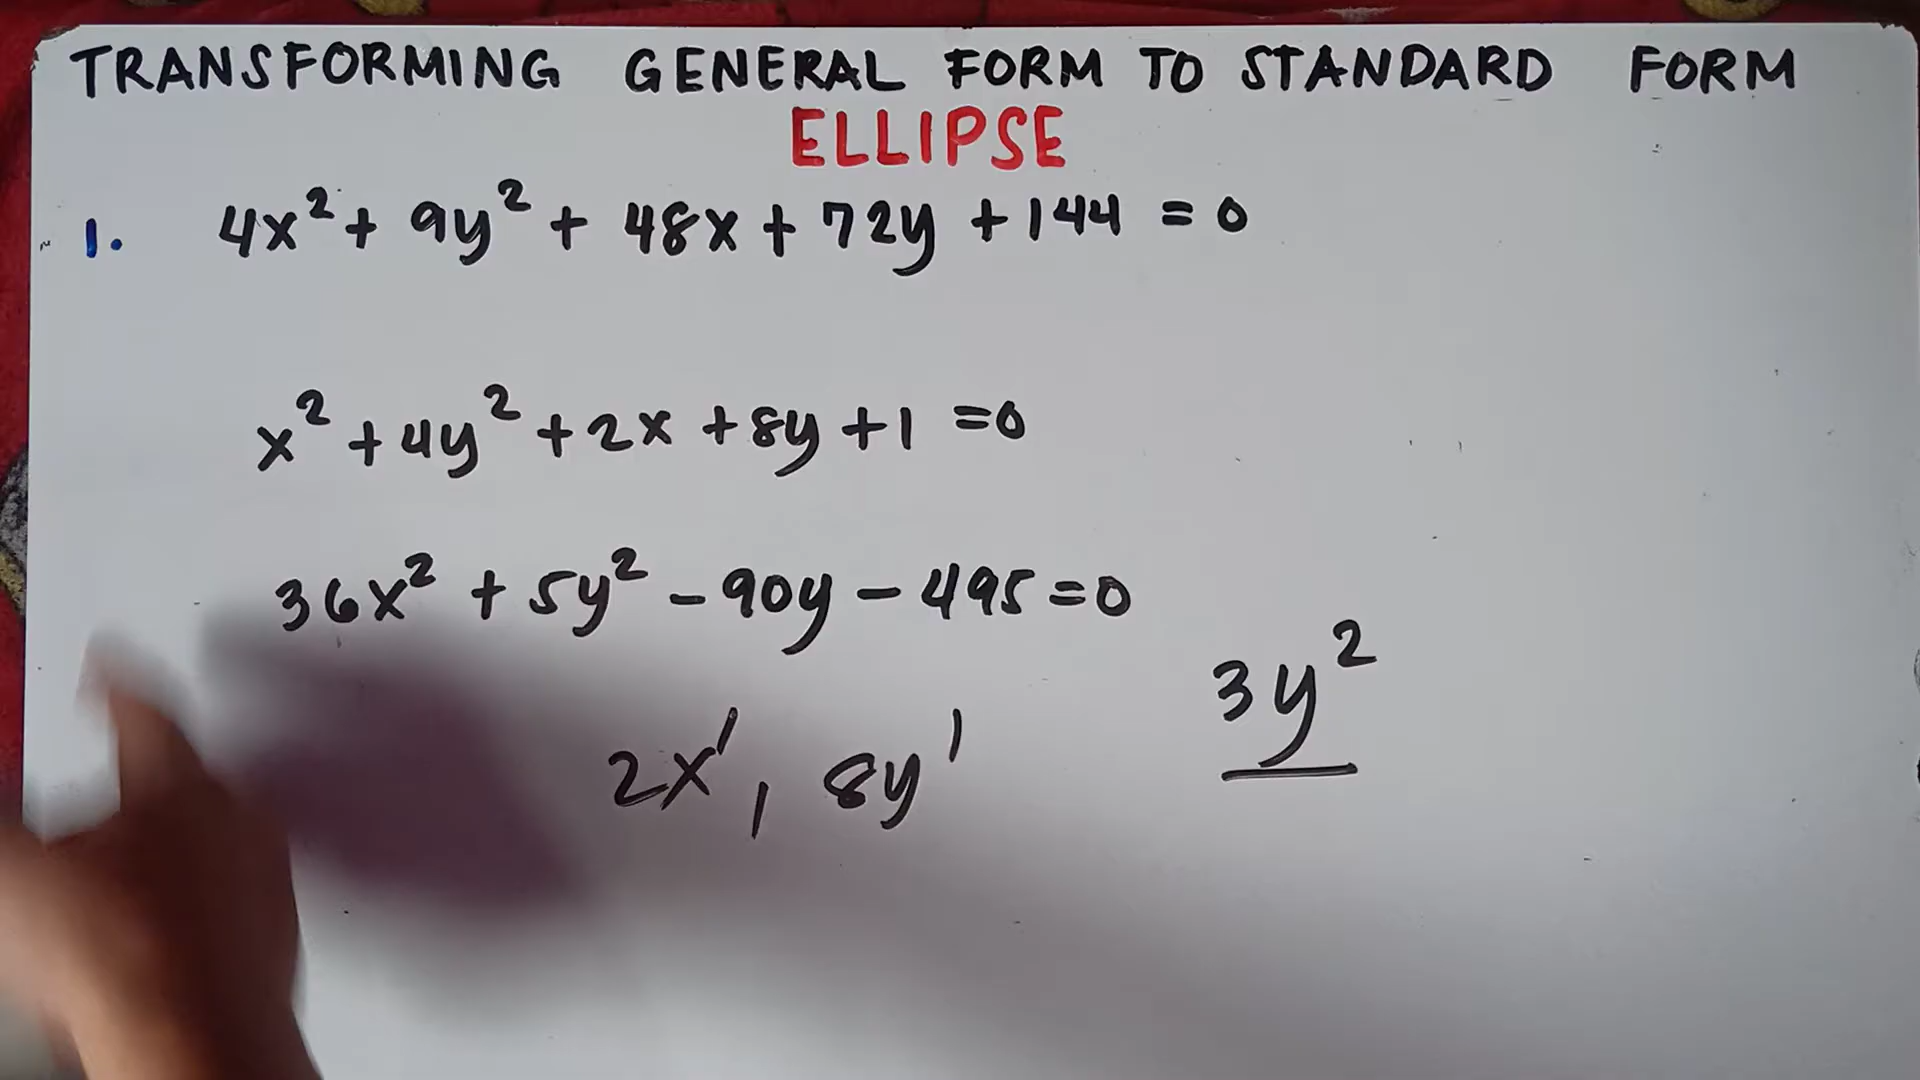 TRANSFORMING GENERAL FORM TO STANDARD FORM
ELLIPSE
1. 4x² + 9y² + 48x + 72y + 144 = 0
x² + 4y² + 2x + 8y + 1 = 0
36x² + 5y² - 90y - 495 = 0
3y²
2x¹, 8y¹